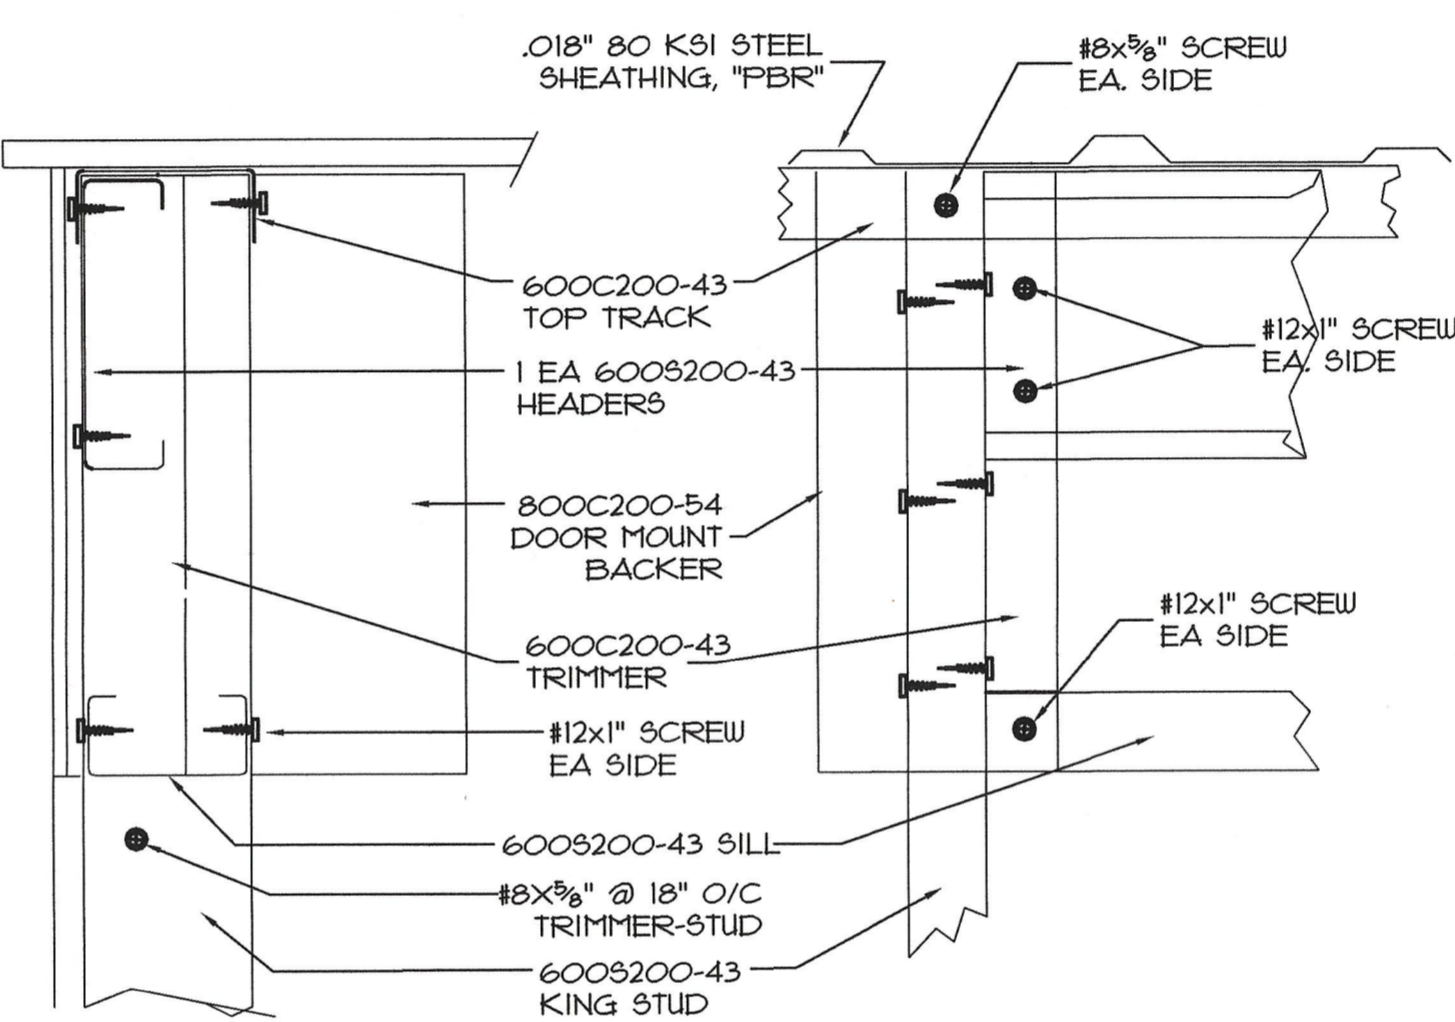 .018" 80 KSI STEEL
SHEATHING, "PBR"
#8x⅝" SCREW
EA. SIDE
600C200-43
TOP TRACK
#12x1" SCREW
EA. SIDE
1 EA 600S200-43
HEADERS
800C200-54
DOOR MOUNT
BACKER
#12x1" SCREW
EA SIDE
600C200-43
TRIMMER
#12x1" SCREW
EA SIDE
600S200-43 SILL
#8X⅝" @ 18" O/C
TRIMMER-STUD
600S200-43
KING STUD